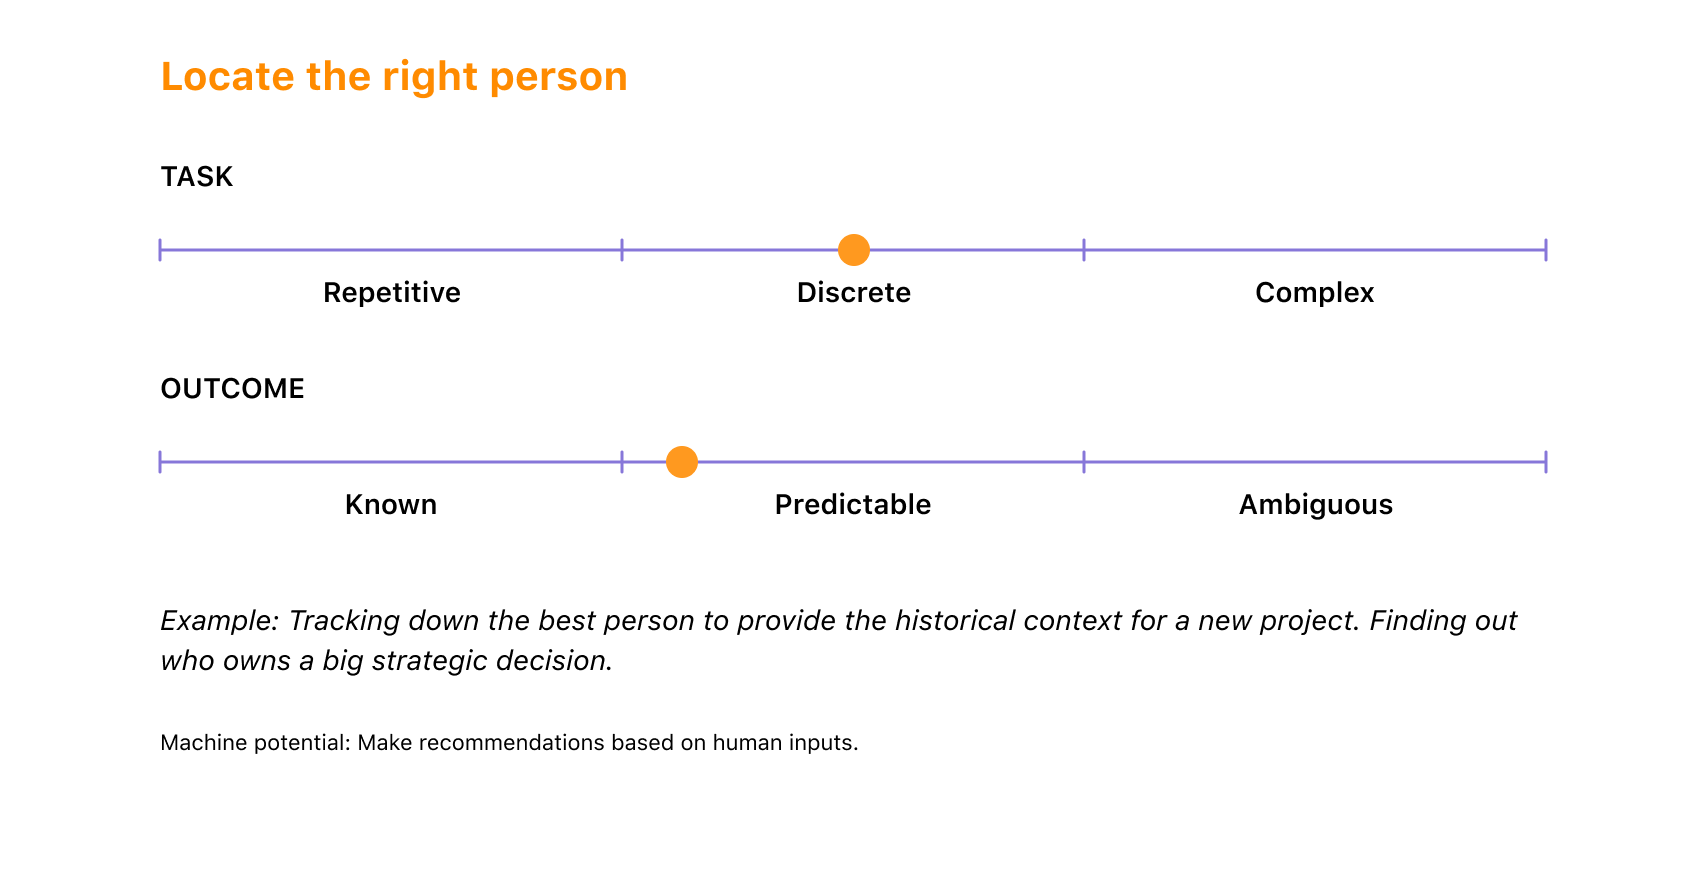 Locate the right person
TASK
Repetitive
Discrete
Complex
OUTCOME
Known
Predictable
Ambiguous
Example: Tracking down the best person to provide the historical context for a new project. Finding out
who owns a big strategic decision.
Machine potential: Make recommendations based on human inputs.